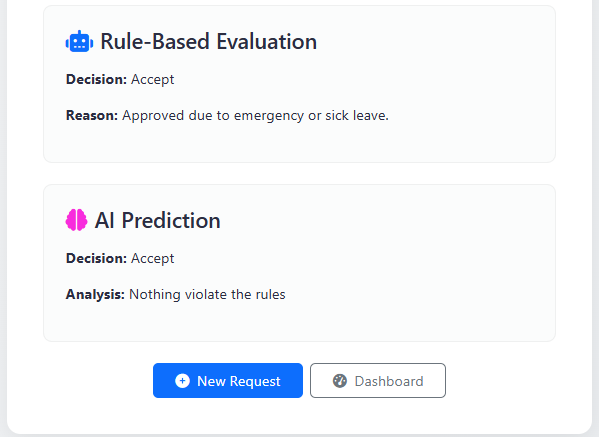 Rule-Based Evaluation
Decision: Accept
Reason: Approved due to emergency or sick leave.
AI Prediction
Decision: Accept
Analysis: Nothing violate the rules
New Request
Dashboard